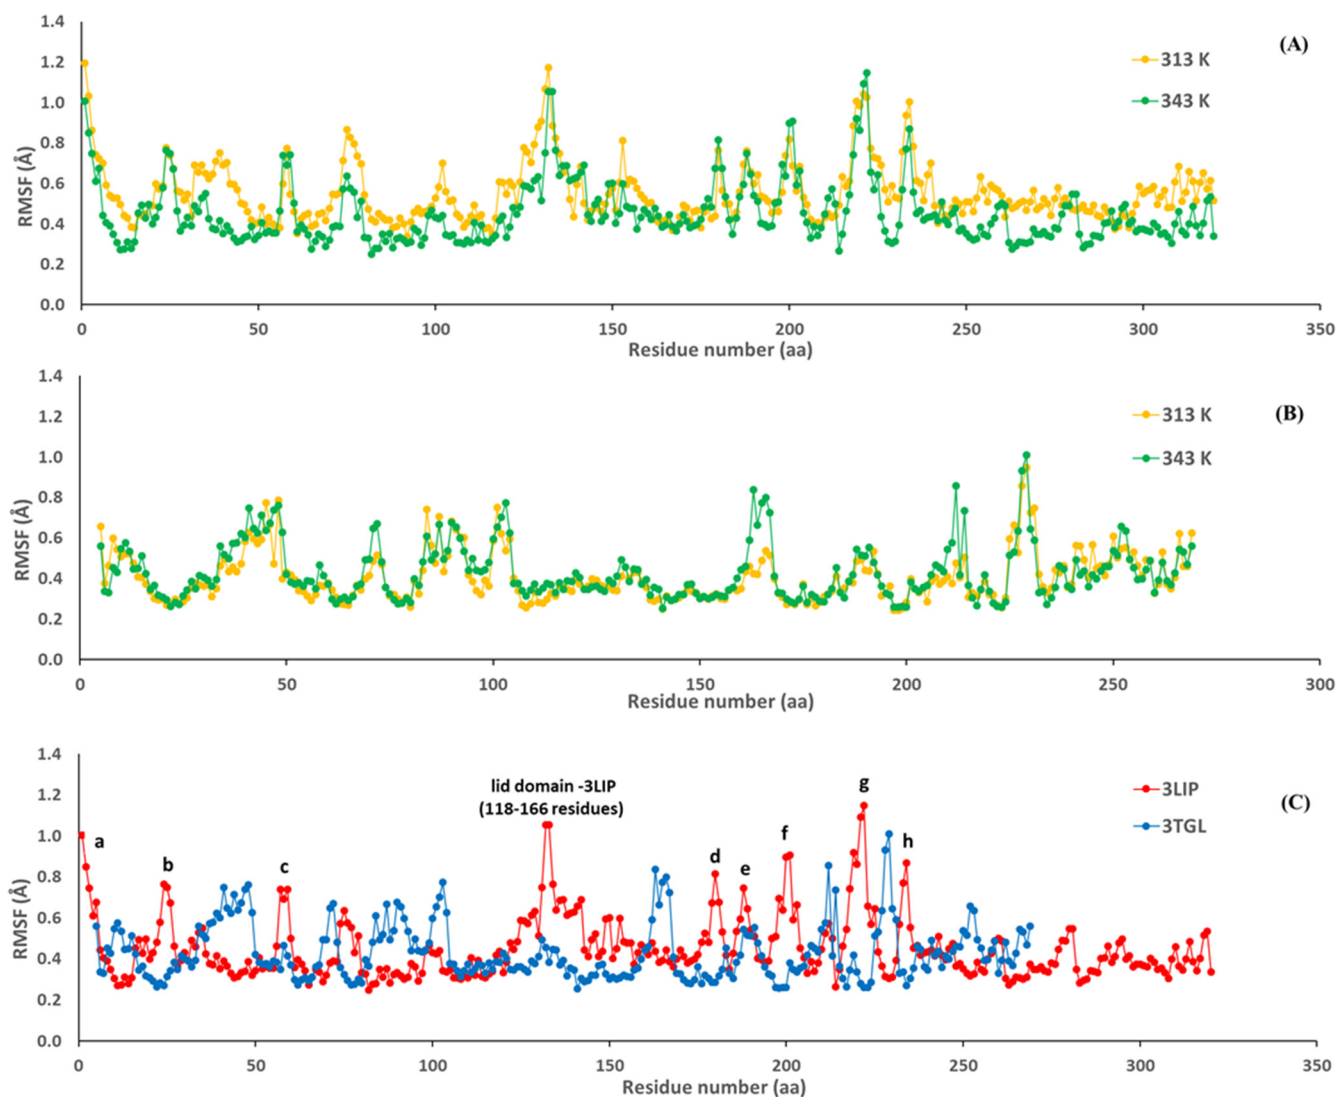 1.4
1.2
1.0
0.8
0.6
0.4
0.2
0.0
RMSF (Å)
0 50 100 150 200 250 300 350
Residue number (aa)
313 K
343 K
(A)
1.4
1.2
1.0
0.8
0.6
0.4
0.2
0.0
RMSF (Å)
0 50 100 150 200 250 300
Residue number (aa)
313 K
343 K
(B)
1.4
1.2
1.0
0.8
0.6
0.4
0.2
0.0
RMSF (Å)
0 50 100 150 200 250 300 350
Residue number (aa)
lid domain -3LIP
(118-166 residues)
a b c d e f g h
3LIP
3TGL
(C)